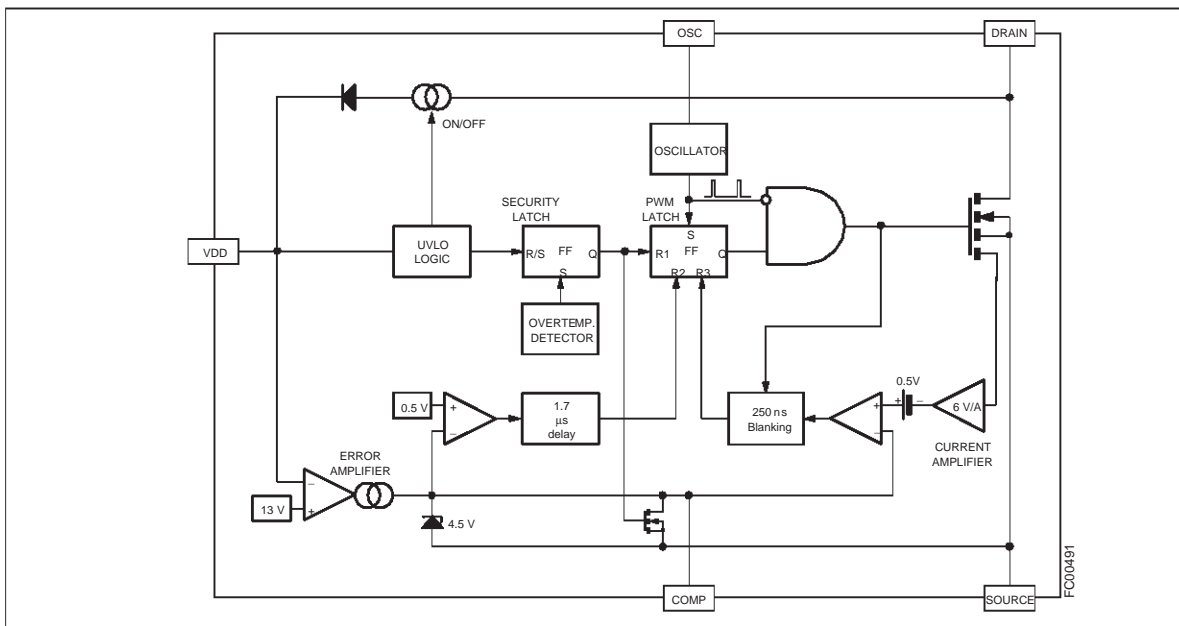 OSC
DRAIN
ON/OFF
OSCILLATOR
SECURITY
LATCH
PWM
LATCH
VDD
UVLO
LOGIC
R/S
FF
Q
S
R1
S
FF
Q
R2
R3
OVERTEMP.
DETECTOR
0.5 V
+
_
1.7
μs
delay
250 ns
Blanking
+
_
0.5V
+
_
6 V/A
CURRENT
AMPLIFIER
ERROR
AMPLIFIER
13 V
_
+
4.5 V
COMP
SOURCE
FC00491